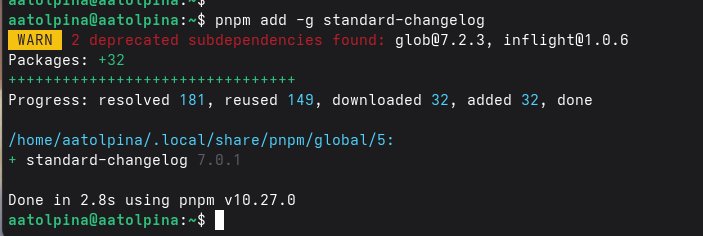 aatolpina@aatolpina:~$
aatolpina@aatolpina:~$ pnpm add -g standard-changelog
WARN 2 deprecated subdependencies found: glob@7.2.3, inflight@1.0.6
Packages: +32
++++++++++++++++++++++++++++++++
Progress: resolved 181, reused 149, downloaded 32, added 32, done
/home/aatolpina/.local/share/pnpm/global/5:
+ standard-changelog 7.0.1
Done in 2.8s using pnpm v10.27.0
aatolpina@aatolpina:~$